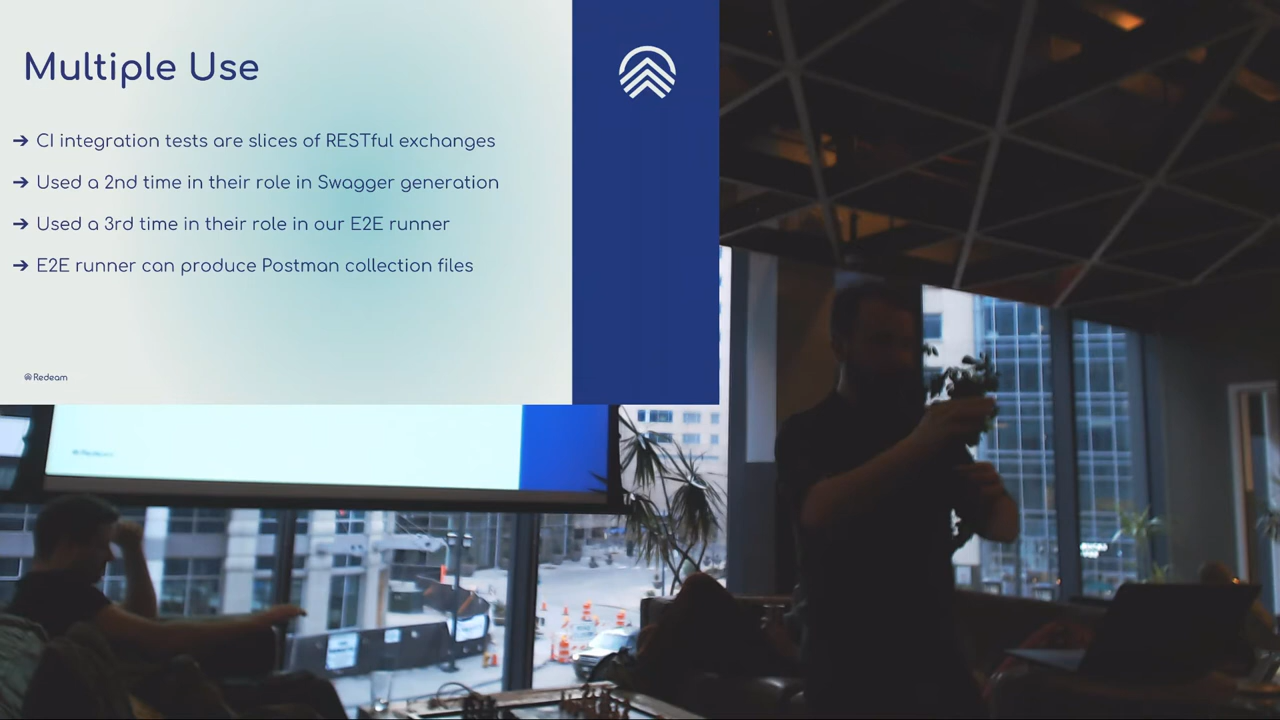 Multiple Use
➔ CI integration tests are slices of RESTful exchanges
➔ Used a 2nd time in their role in Swagger generation
➔ Used a 3rd time in their role in our E2E runner
➔ E2E runner can produce Postman collection files
Redeam
Redeam